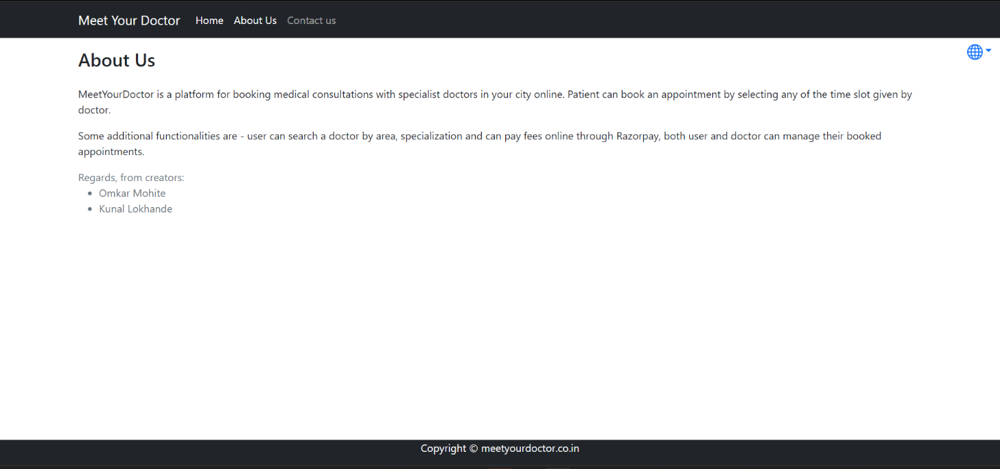 Meet Your Doctor Home About Us Contact us
About Us
MeetYourDoctor is a platform for booking medical consultations with specialist doctors in your city online. Patient can book an appointment by selecting any of the time slot given by
doctor.
Some additional functionalities are - user can search a doctor by area, specialization and can pay fees online through Razorpay, both user and doctor can manage their booked
appointments.
Regards, from creators:
• Omkar Mohite
• Kunal Lokhande
Copyright © meetyourdoctor.co.in